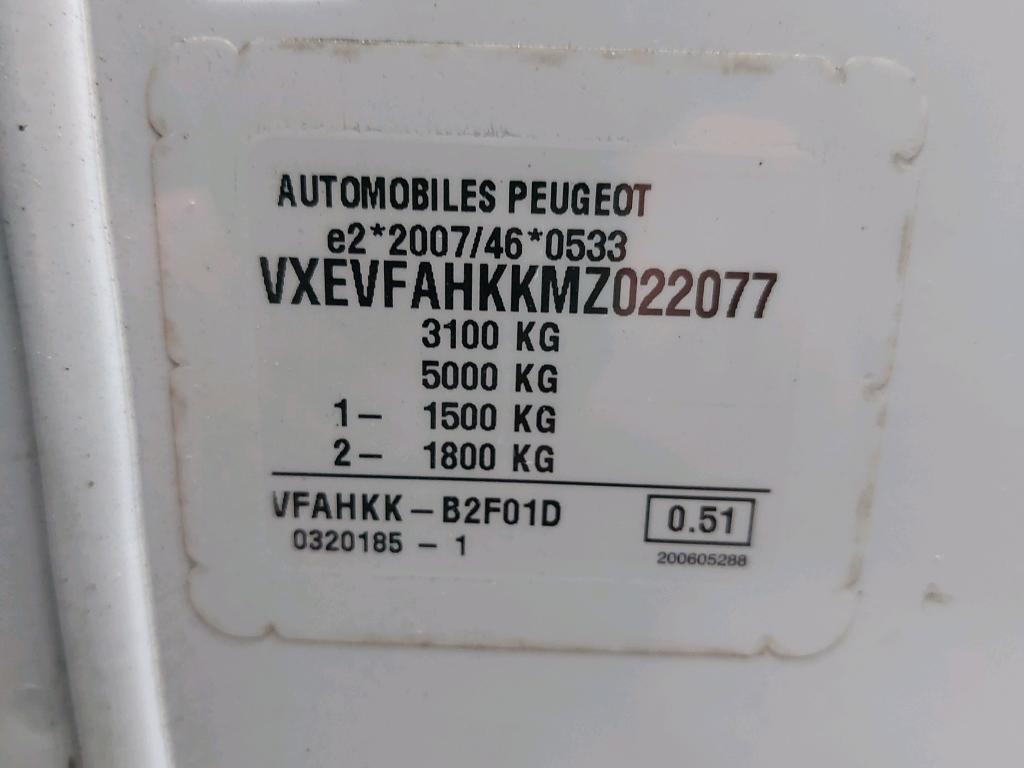 AUTOMOBILES PEUGEOT
e2*2007/46*0533
VXEVFAHKKMZ022077
3100 KG
5000 KG
1- 1500 KG
2- 1800 KG
VFAHKK-B2F01D
0.51
0320185-1
200605288